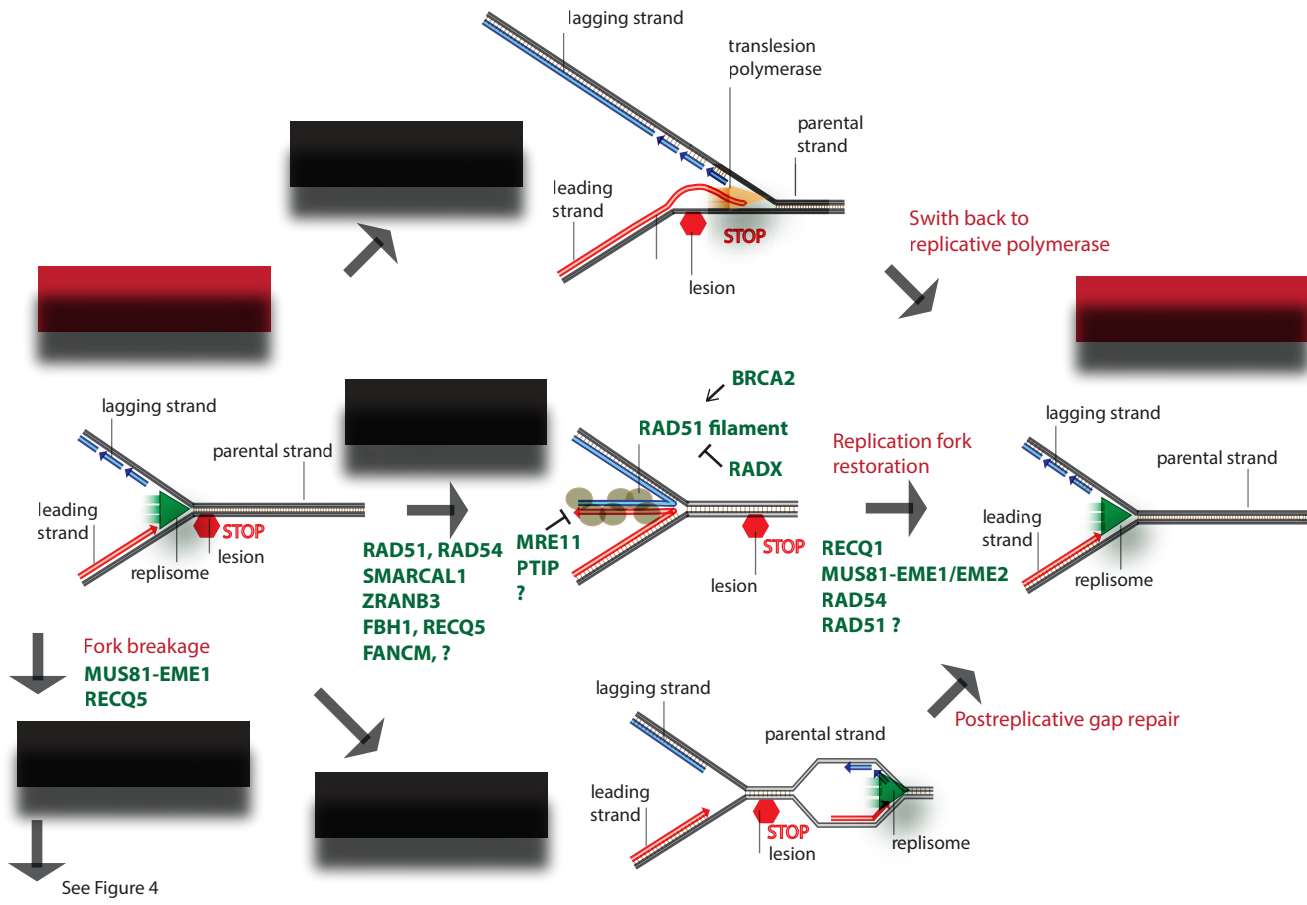 lagging strand
translesion
polymerase
parental
strand
leading
strand
STOP
lesion
Swith back to
replicative polymerase
lagging strand
parental strand
leading
strand
STOP
lesion
replisome
BRCA2
RAD51 filament
RADX
MRE11
PTIP
?
STOP
lesion
RAD51, RAD54
SMARCAL1
ZRANB3
FBH1, RECQ5
FANCM, ?
Replication fork
restoration
RECQ1
MUS81-EME1/EME2
RAD54
RAD51 ?
lagging strand
parental strand
leading
strand
replisome
Fork breakage
MUS81-EME1
RECQ5
See Figure 4
lagging strand
parental strand
leading
strand
STOP
lesion
replisome
Postreplicative gap repair